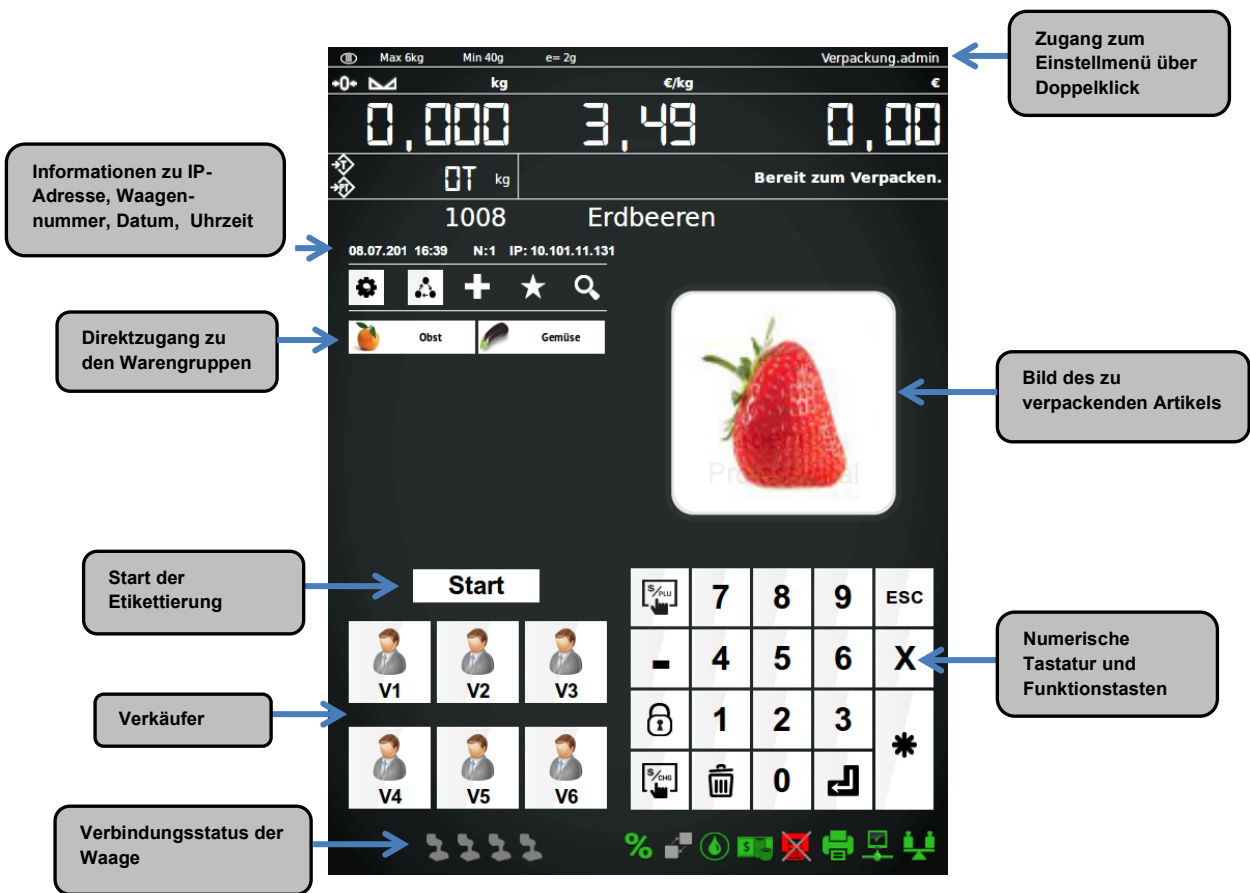 Zugang zum
Einstellmenü über
Doppelklick
Max 6kg Min 40g e= 2g Verpackung.admin
→0← kg €/kg €
0,000 3,49 0,00
Informationen zu IP-
Adresse, Waagen-
nummer, Datum, Uhrzeit
→T←
→PT←
0T kg Bereit zum Verpacken.
1008 Erdbeeren
08.07.201 16:39 N:1 IP: 10.101.11.131
Direktzugang zu
den Warengruppen
Obst Gemüse
Bild des zu
verpackenden Artikels
Start der
Etikettierung
Start
$/PLU 7 8 9 ESC
- 4 5 6 X
Numerische
Tastatur und
Funktionstasten
V1 V2 V3
Verkäufer
1 2 3 *
$/CHG 0
V4 V5 V6
Verbindungsstatus der
Waage
% $